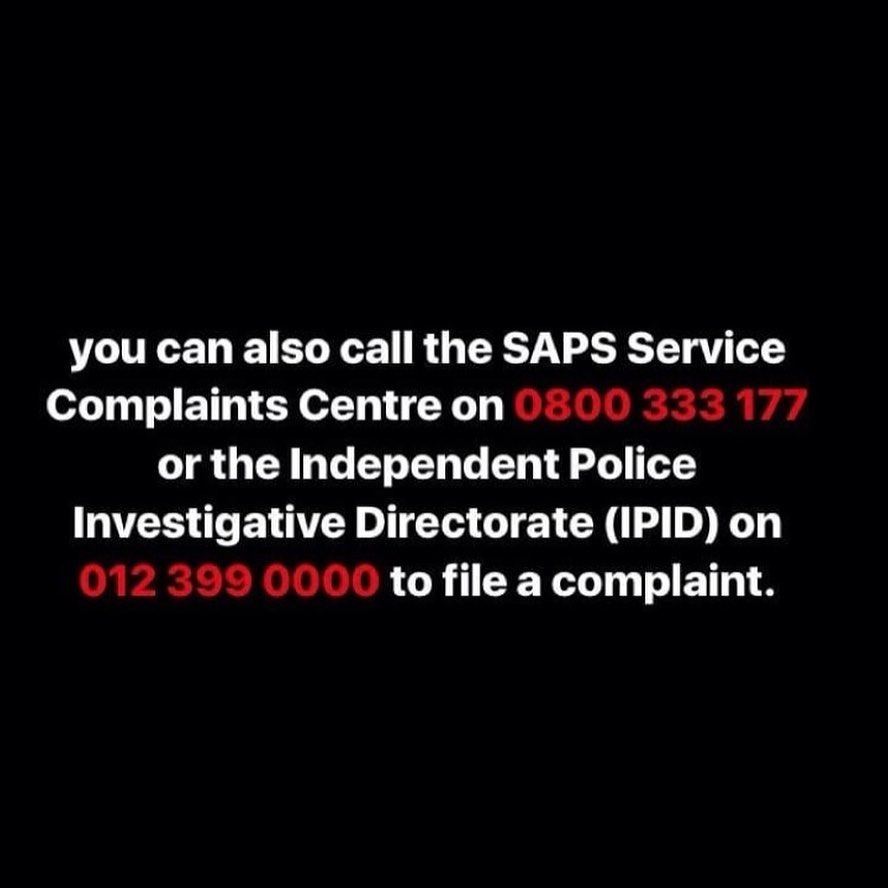 you can also call the SAPS Service
Complaints Centre on 0800 333 177
or the Independent Police
Investigative Directorate (IPID) on
012 399 0000 to file a complaint.